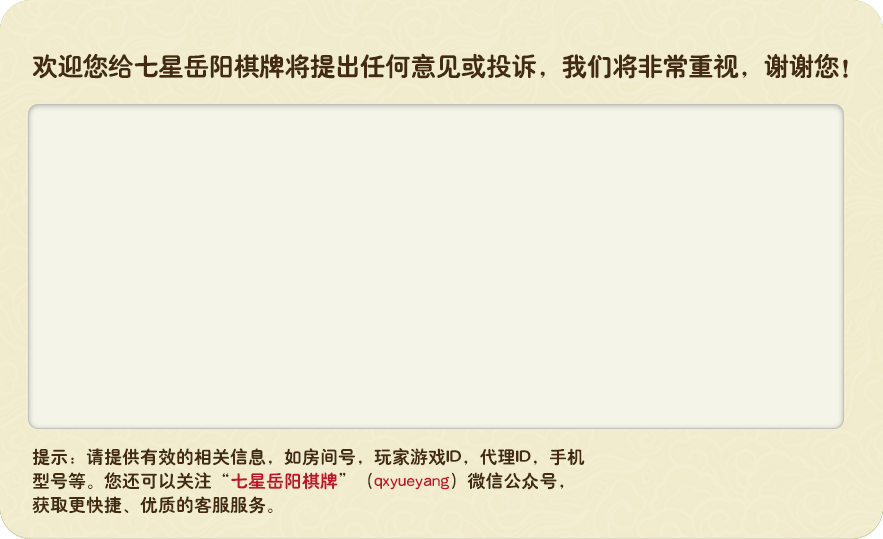 欢迎您给七星岳阳棋牌将提出任何意见或投诉，我们将非常重视，谢谢您！
提示：请提供有效的相关信息，如房间号，玩家游戏ID，代理ID，手机
型号等。您还可以关注“七星岳阳棋牌”（qxyueyang）微信公众号，
获取更快捷、优质的客服服务。